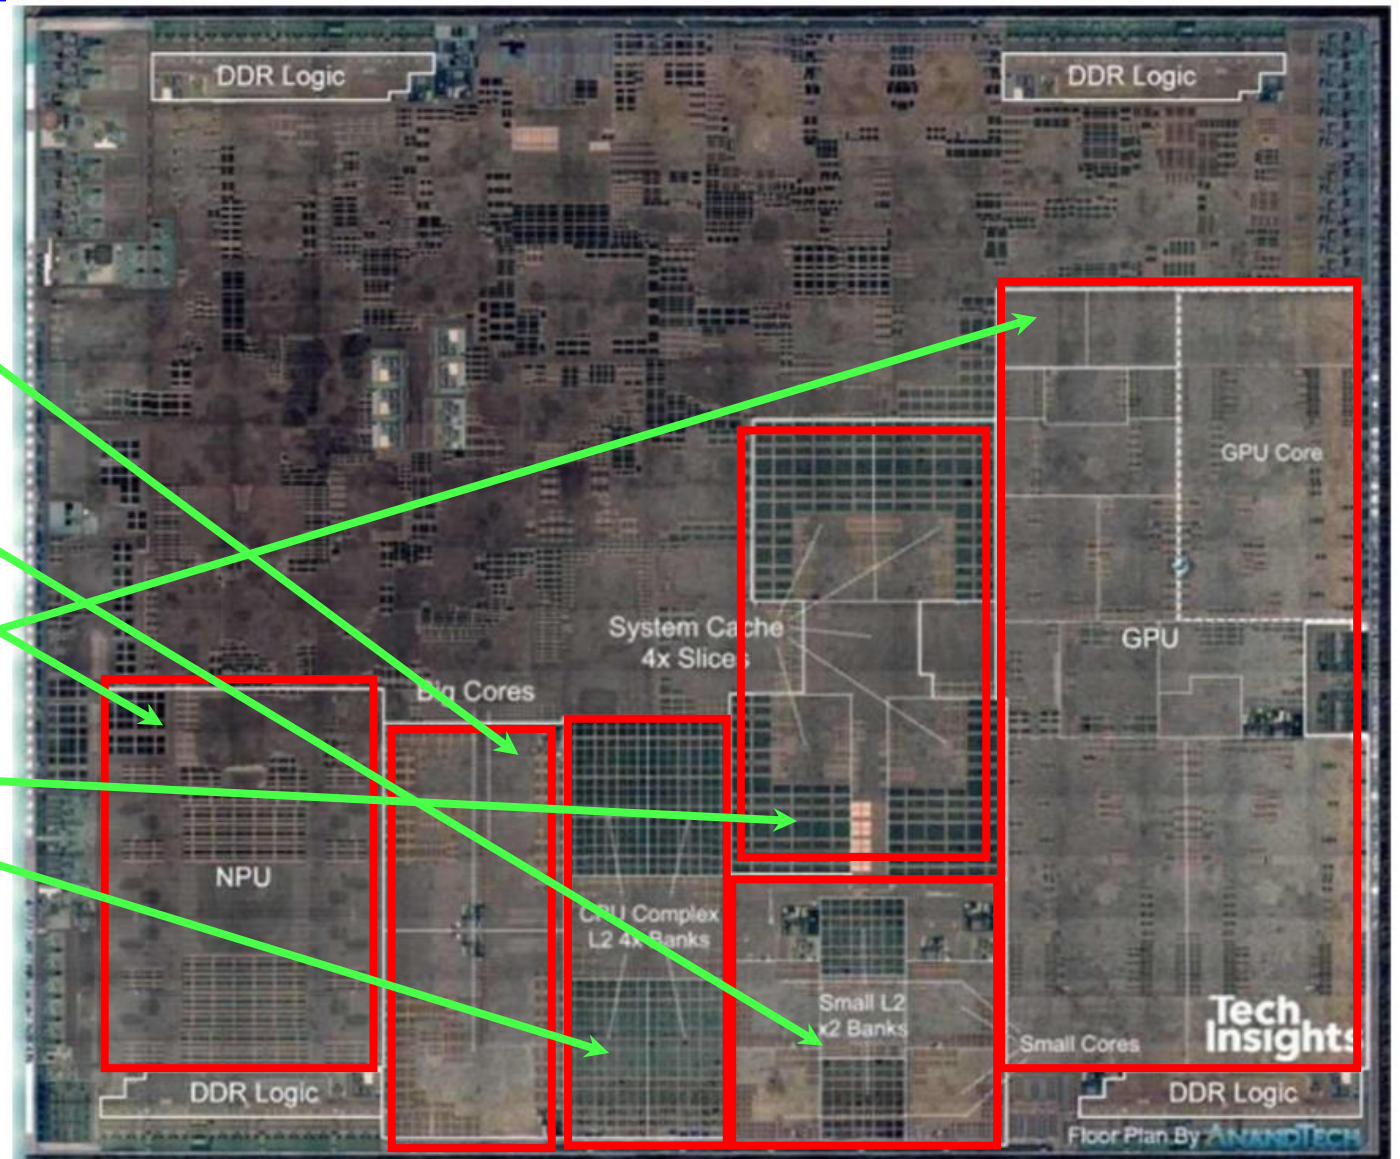 DDR Logic
DDR Logic
GPU Core
System Cache
4x Slices
GPU
Big Cores
NPU
CPU Complex
L2 4x Banks
Small L2
x2 Banks
Small Cores
Tech
Insights
DDR Logic
DDR Logic
Floor Plan By ANANDTECH